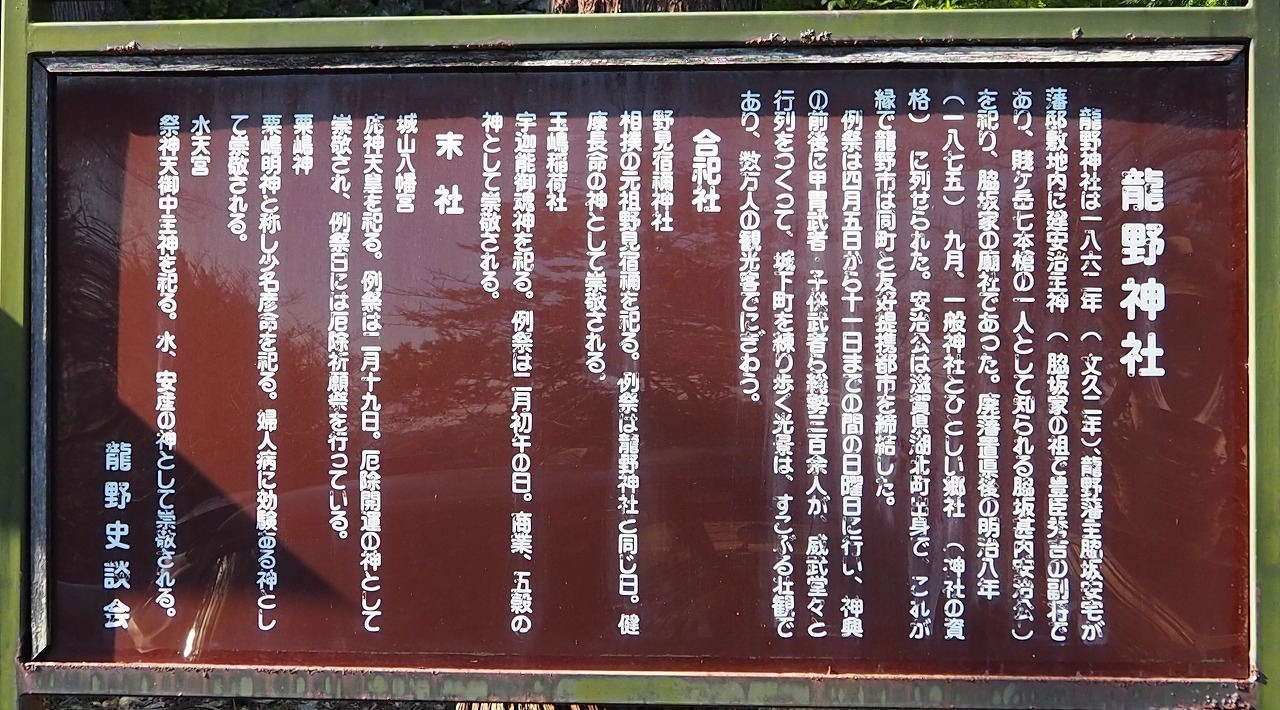 龍野神社
龍野神社は一八六二年（文久二年）、龍野藩主脇坂安宅が
藩邸敷地内に建安治主神（脇坂家の祖で豊臣秀吉の副将で
あり、賤ケ岳七本槍の一人として知られる脇坂甚内安治公）
を祀り、脇坂家の廟社であった。廃藩置県後の明治八年
（一八七五）九月、一般神社とひとしい郷社（神社の資
格）に列せられた。安治公は滋賀県湖北町出身で、これが
縁で龍野市は同町と友好提携都市を締結した。
例祭は四月五日から十一日までの間の日曜日に行い、神輿
の前後に甲冑武者・子供武者ら総勢三百余人が、威武堂々と
行列をつくって、城下町を練り歩く光景は、すこぶる壮観で
あり、数万人の観光客でにぎわう。
合祀社
野見宿禰神社
相撲の元祖野見宿禰を祀る。例祭は龍野神社と同じ日。健
康長命の神として崇敬される。
玉嶋稲荷社
宇迦能御魂神を祀る。例祭は二月初午の日。商業、五穀の
神として崇敬される。
末社
城山八幡宮
応神天皇を祀る。例祭は一月十九日。厄除開運の神として
崇敬され、例祭日には厄除祈願祭を行っている。
粟嶋神
粟嶋明神と称し少名彦命を祀る。婦人病に効験ある神とし
て崇敬される。
水天宮
祭神天御中主神を祀る。水、安産の神として崇敬される。
龍野史談会